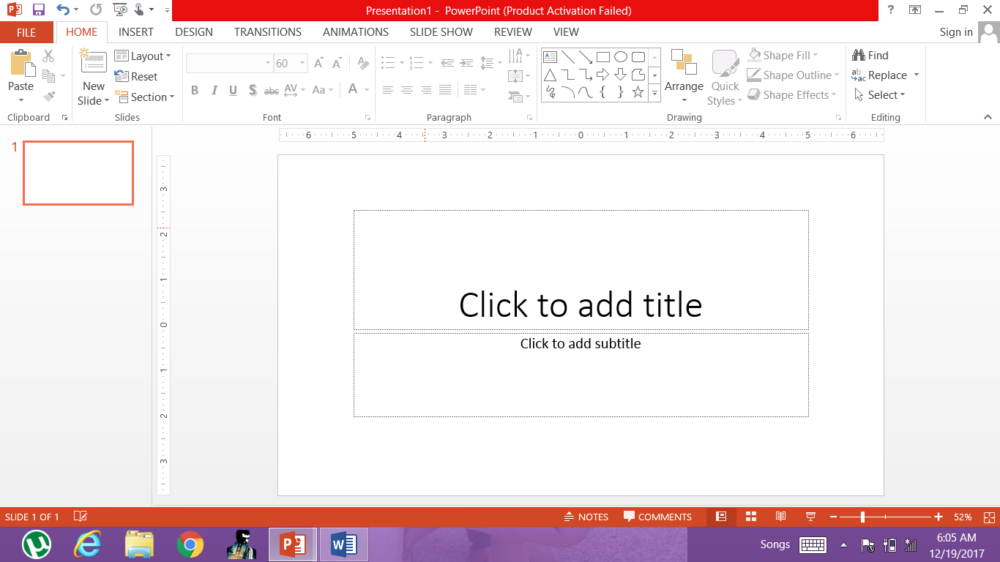 Presentation1 - PowerPoint (Product Activation Failed)
?
FILE HOME INSERT DESIGN TRANSITIONS ANIMATIONS SLIDE SHOW REVIEW VIEW Sign in
Paste
Clipboard
New Slide
Layout
Reset
Section
Slides
60
B I U S abc AV Aa A
Font
Paragraph
Arrange
Quick Styles
Shape Fill
Shape Outline
Shape Effects
Drawing
Find
Replace
Select
Editing
6 5 4 3 2 1 0 1 2 3 4 5 6
3
2
1
0
1
2
3
1
Click to add title
Click to add subtitle
SLIDE 1 OF 1 NOTES COMMENTS 52%
Songs 6:05 AM
12/19/2017